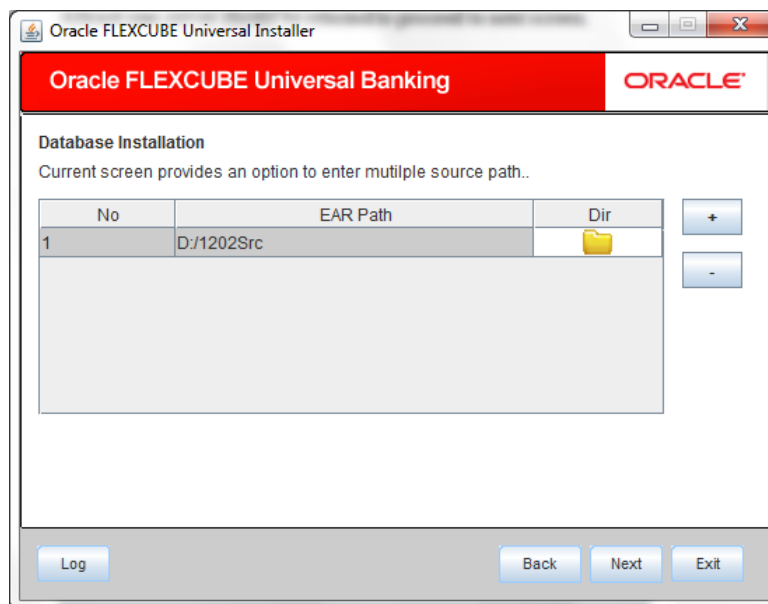 Oracle FLEXCUBE Universal Installer
Oracle FLEXCUBE Universal Banking
ORACLE
Database Installation
Current screen provides an option to enter mutilple source path..
No EAR Path Dir +
1 D:/1202Src
-
Log Back Next Exit